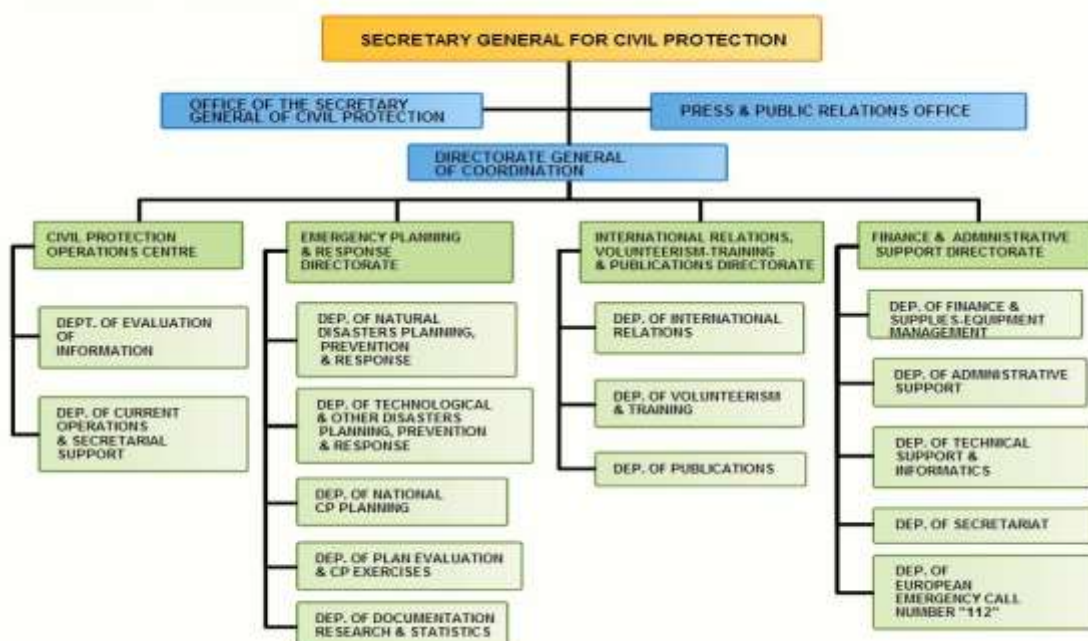 SECRETARY GENERAL FOR CIVIL PROTECTION
OFFICE OF THE SECRETARY
GENERAL OF CIVIL PROTECTION
PRESS & PUBLIC RELATIONS OFFICE
DIRECTORATE GENERAL
OF COORDINATION
CIVIL PROTECTION
OPERATIONS CENTRE
DEPT. OF EVALUATION
OF
INFORMATION
DEP. OF CURRENT
OPERATIONS
& SECRETARIAL
SUPPORT
EMERGENCY PLANNING
& RESPONSE
DIRECTORATE
DEP. OF NATURAL
DISASTERS PLANNING,
PREVENTION
& RESPONSE
DEP. OF TECHNOLOGICAL
& OTHER DISASTERS
PLANNING, PREVENTION
& RESPONSE
DEP. OF NATIONAL
CP PLANNING
DEP. OF PLAN EVALUATION
& CP EXERCISES
DEP. OF DOCUMENTATION
RESEARCH & STATISTICS
INTERNATIONAL RELATIONS,
VOLUNTEERISM-TRAINING
& PUBLICATIONS DIRECTORATE
DEP. OF INTERNATIONAL
RELATIONS
DEP. OF VOLUNTEERISM
& TRAINING
DEP. OF PUBLICATIONS
FINANCE & ADMINISTRATIVE
SUPPORT DIRECTORATE
DEP. OF FINANCE &
SUPPLIES-EQUIPMENT
MANAGEMENT
DEP. OF ADMINISTRATIVE
SUPPORT
DEP. OF TECHNICAL
SUPPORT &
INFORMATICS
DEP. OF SECRETARIAT
DEP. OF
EUROPEAN
EMERGENCY CALL
NUMBER "112"